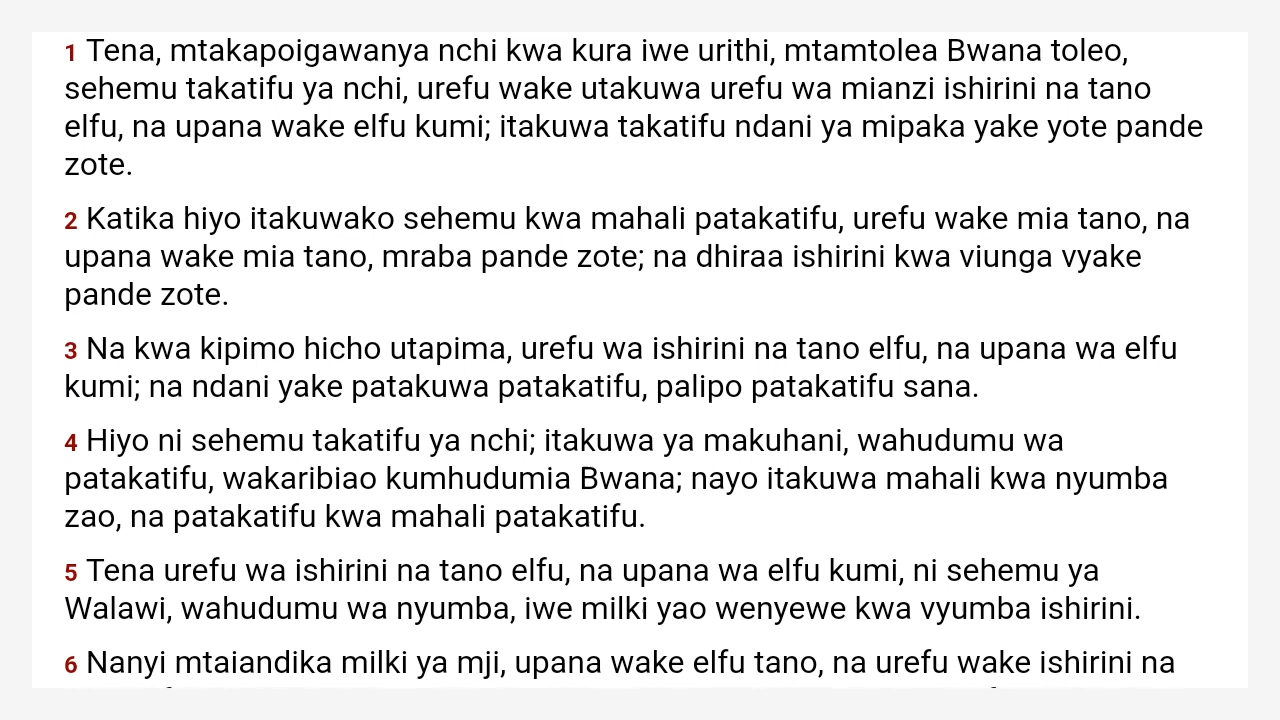 1 Tena, mtakapoigawanya nchi kwa kura iwe urithi, mtamtolea Bwana toleo,
sehemu takatifu ya nchi, urefu wake utakuwa urefu wa mianzi ishirini na tano
elfu, na upana wake elfu kumi; itakuwa takatifu ndani ya mipaka yake yote pande
zote.
2 Katika hiyo itakuwako sehemu kwa mahali patakatifu, urefu wake mia tano, na
upana wake mia tano, mraba pande zote; na dhiraa ishirini kwa viunga vyake
pande zote.
3 Na kwa kipimo hicho utapima, urefu wa ishirini na tano elfu, na upana wa elfu
kumi; na ndani yake patakuwa patakatifu, palipo patakatifu sana.
4 Hiyo ni sehemu takatifu ya nchi; itakuwa ya makuhani, wahudumu wa
patakatifu, wakaribiao kumhudumia Bwana; nayo itakuwa mahali kwa nyumba
zao, na patakatifu kwa mahali patakatifu.
5 Tena urefu wa ishirini na tano elfu, na upana wa elfu kumi, ni sehemu ya
Walawi, wahudumu wa nyumba, iwe milki yao wenyewe kwa vyumba ishirini.
6 Nanyi mtaiandika milki ya mji, upana wake elfu tano, na urefu wake ishirini na